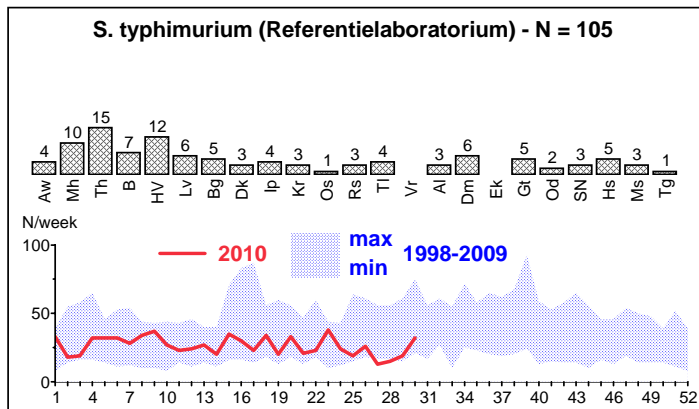 S. typhimurium (Referentielaboratorium) - N = 105
4 10 15 7 12 6 5 3 4 3 1 3 4 3 6 5 2 3 5 3 1
Aw Mh Th B HV Lv Bg Dk Ip Kr Os Rs Tl Vr Al Dm Ek Gt Od SN Hs Ms Tg
N/week
100
50
0
2010
max
min
1998-2009
1 4 7 10 13 16 19 22 25 28 31 34 37 40 43 46 49 52